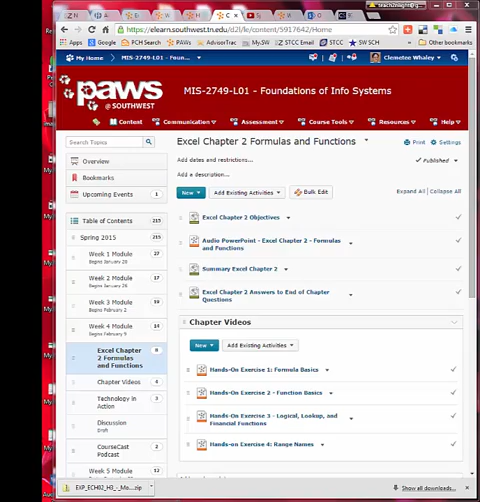 teach2nlight@g...
https://elearn.southwest.tn.edu/d2l/le/content/5917642/Home
Apps Google PCH Search PAWs AdvisorTrac My.SW STCC Email STCC SW SCH Other bookmarks
My Home MIS-2749-L01 - Foun... Clemetee Whaley
paws
@ SOUTHWEST
MIS-2749-L01 - Foundations of Info Systems
Content Communication Assessment Course Tools Resources Help
Search Topics
Excel Chapter 2 Formulas and Functions
Print Settings
Overview
Bookmarks
Upcoming Events 1
Table of Contents 215
Spring 2015 215
Week 1 Module 27
Begins January 20
Week 2 Module 17
Begins January 26
Week 3 Module 39
Begins February 2
Week 4 Module 14
Begins February 9
Excel Chapter 2 Formulas and Functions 8
Chapter Videos 4
Technology in Action 3
Discussion
Draft
CourseCast Podcast 2
Week 5 Module 12
Add dates and restrictions...
Published
Add a description...
New Add Existing Activities Bulk Edit
Expand All | Collapse All
Excel Chapter 2 Objectives
Audio PowerPoint - Excel Chapter 2 - Formulas
and Functions
Summary Excel Chapter 2
Excel Chapter 2 Answers to End of Chapter
Questions
Chapter Videos
New Add Existing Activities
Hands-On Exercise 1: Formula Basics
Hands-On Exercise 2 - Function Basics
Hands-On Exercise 3 - Logical, Lookup, and
Financial Functions
Hands-on Exercise 4: Range Names
EXP_ECH02_H3_-_Mo....zip
Show all downloads...